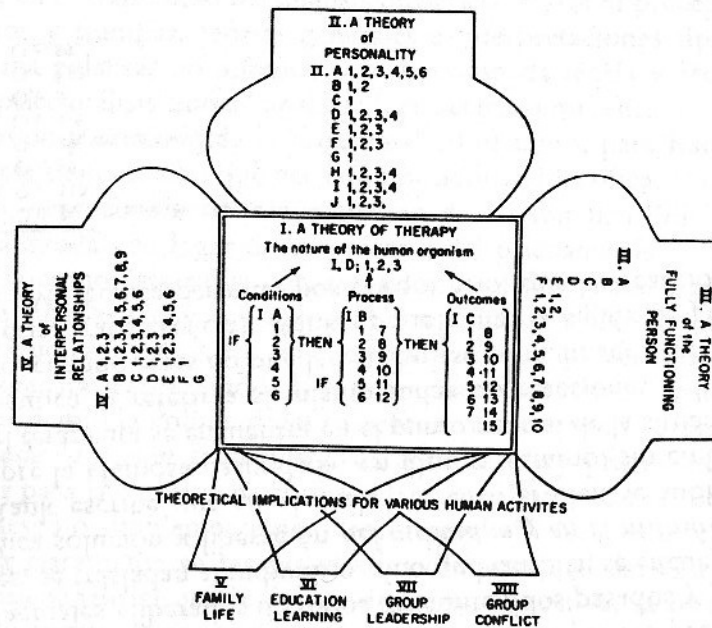 II. A THEORY
of
PERSONALITY
II. A 1,2,3,4,5,6
B 1,2
C
D 1,2,3,4
E 1,2,3
F 1,2,3
G 1
H 1,2,3,4
I 1,2,3,4
J 1,2,3,
IV. A THEORY
of
INTERPERSONAL
RELATIONSHIPS
IV. A 1,2,3
B 1,2,3,4,5,6,7,8,9
C 1,2,3,4,5,6
D 1,2,3
E 1,2,3,4,5,6
F
G
I. A THEORY OF THERAPY
The nature of the human organism
I, D; 1,2,3
Conditions Process Outcomes
I A I B I C
1 1 7 1 8
IF 2 THEN 2 8 THEN 2 9
3 3 9 3 10
4 4 10 4 11
5 IF 5 11 5 12
6 6 12 6 13
7 14
III. A THEORY
of the
FULLY FUNCTIONING
PERSON
III. A
B
C
D
E 1,2
F 1,2,3,4,5,6,7,8,9,10
THEORETICAL IMPLICATIONS FOR VARIOUS HUMAN ACTIVITES
V VI VII VIII
FAMILY EDUCATION GROUP GROUP
LIFE LEARNING LEADERSHIP CONFLICT